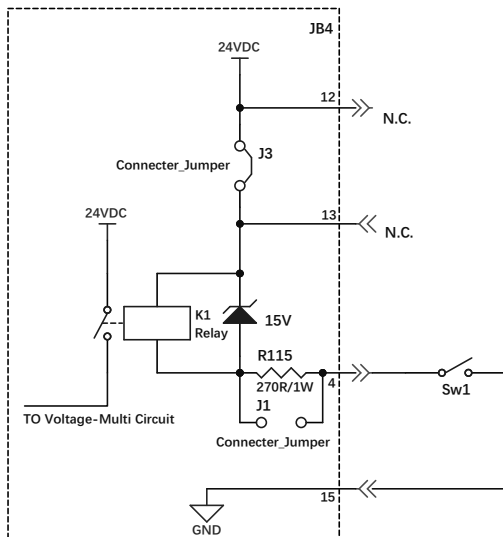 JB4
24VDC
12
N.C.
J3
Connecter_Jumper
24VDC
13
N.C.
K1
Relay
15V
R115
270R/1W
4
Sw1
J1
Connecter_Jumper
TO Voltage-Multi Circuit
15
GND